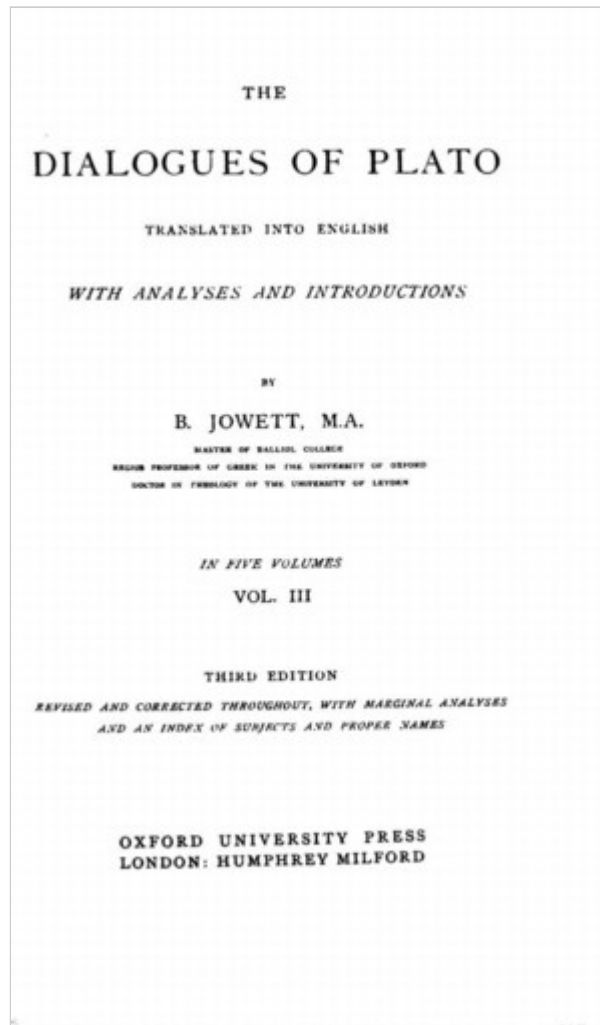 THE
DIALOGUES OF PLATO
TRANSLATED INTO ENGLISH
WITH ANALYSES AND INTRODUCTIONS
BY
B. JOWETT, M.A.
MASTER OF BALLIOL COLLEGE
REGIUS PROFESSOR OF GREEK IN THE UNIVERSITY OF OXFORD
DOCTOR IN THEOLOGY OF THE UNIVERSITY OF LEYDEN
IN FIVE VOLUMES
VOL. III
THIRD EDITION
REVISED AND CORRECTED THROUGHOUT, WITH MARGINAL ANALYSES
AND AN INDEX OF SUBJECTS AND PROPER NAMES
OXFORD UNIVERSITY PRESS
LONDON: HUMPHREY MILFORD